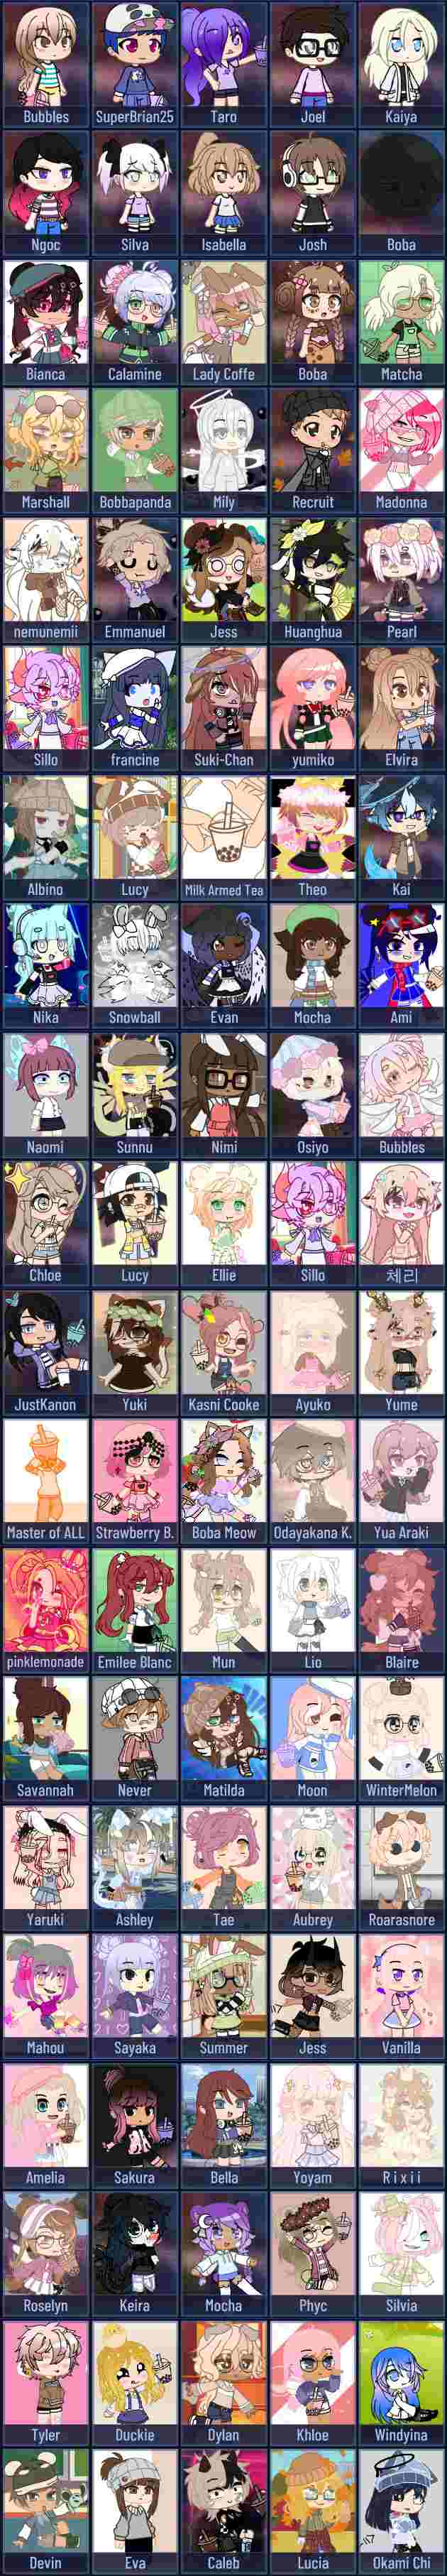 Bubbles
SuperBrian25
Taro
Joel
Kaiya
Ngoc
Silva
Isabella
Josh
Boba
Bianca
Calamine
Lady Coffe
Boba
Matcha
Marshall
Bobbapanda
Mily
Recruit
Madonna
nemunemii
Emmanuel
Jess
Huanghua
Pearl
Sillo
francine
Suki-Chan
yumiko
Elvira
Albino
Lucy
Milk Armed Tea
Theo
Kai
Nika
Snowball
Evan
Mocha
Ami
Naomi
Sunnu
Nimi
Osiyo
Bubbles
Chloe
Lucy
Ellie
Sillo
체리
JustKanon
Yuki
Kasni Cooke
Ayuko
Yume
Master of ALL
Strawberry B.
Boba Meow
Odayakana K.
Yua Araki
pinklemonade
Emilee Blanc
Mun
Lio
Blaire
Savannah
Never
Matilda
Moon
WinterMelon
Yaruki
Ashley
Tae
Aubrey
Roarasnore
Mahou
Sayaka
Summer
Jess
Vanilla
Amelia
Sakura
Bella
Yoyam
R i x i i
Roselyn
Keira
Mocha
Phyc
Silvia
Tyler
Duckie
Dylan
Khloe
Windyina
Devin
Eva
Caleb
Lucia
Okami Chi